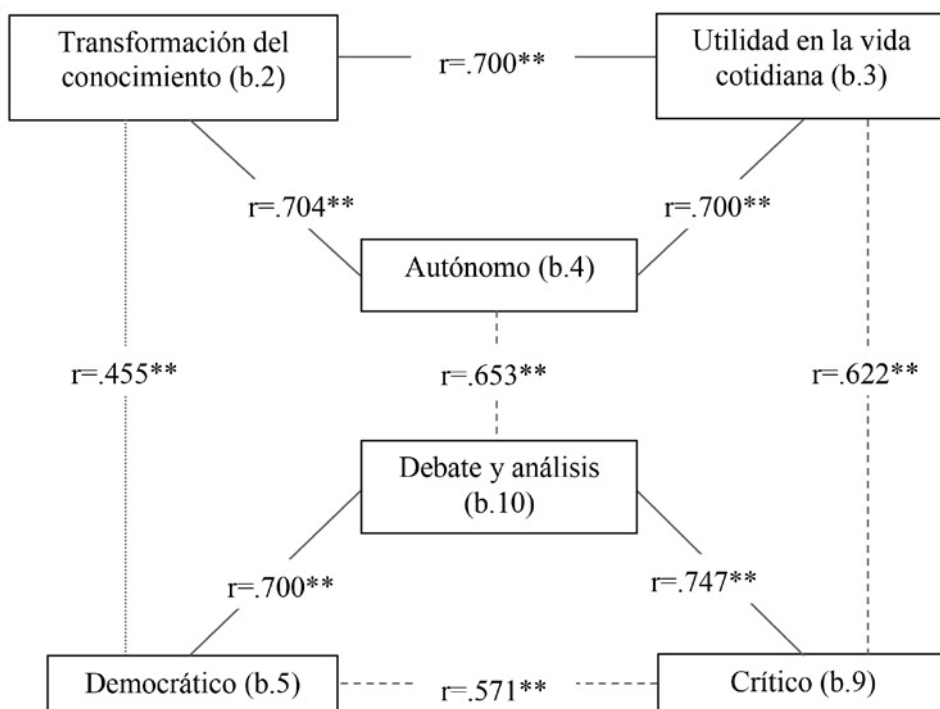 Transformación del
conocimiento (b.2)
r=.700**
Utilidad en la vida
cotidiana (b.3)
r=.704**
r=.700**
Autónomo (b.4)
r=.455**
r=.653**
r=.622**
Debate y análisis
(b.10)
r=.700**
r=.747**
Democrático (b.5)
r=.571**
Crítico (b.9)